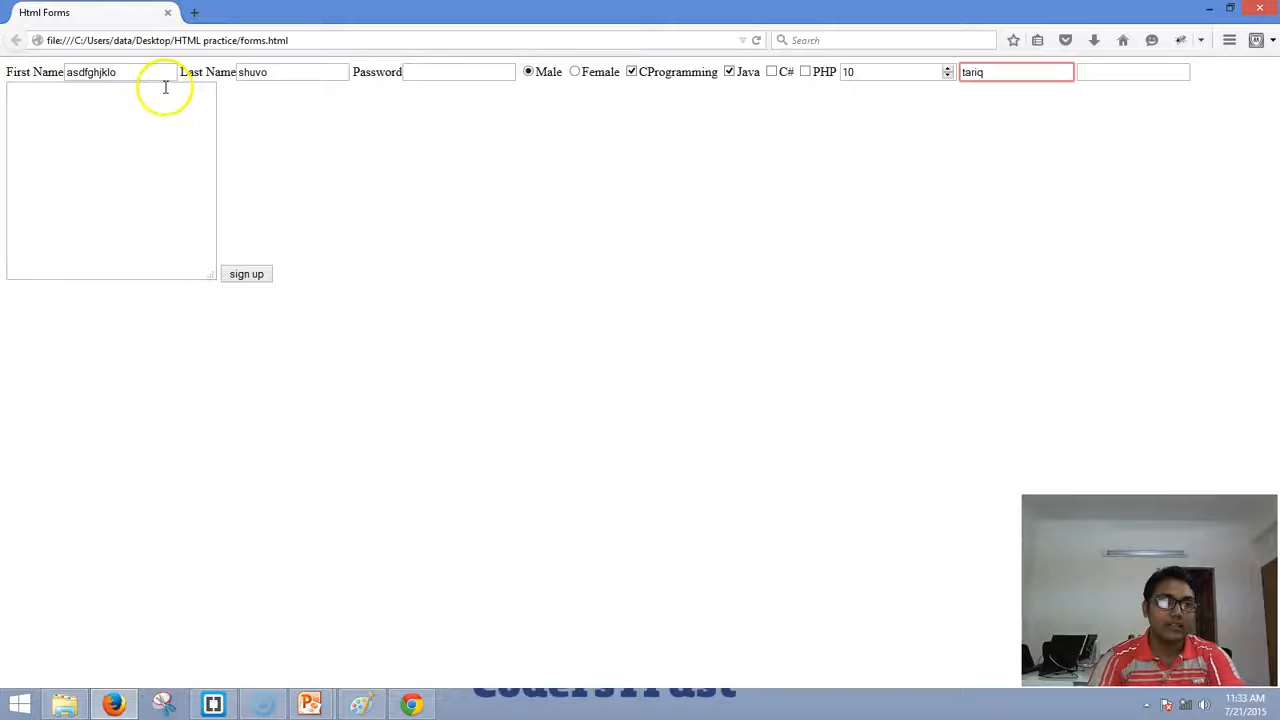 Html Forms
file:///C:/Users/data/Desktop/HTML practice/forms.html
Search
First Name asdfghjklo Last Name shuvo Password Male Female CProgramming Java C# PHP 10 tariq
sign up
CodersTrust
11:33 AM
7/21/2015